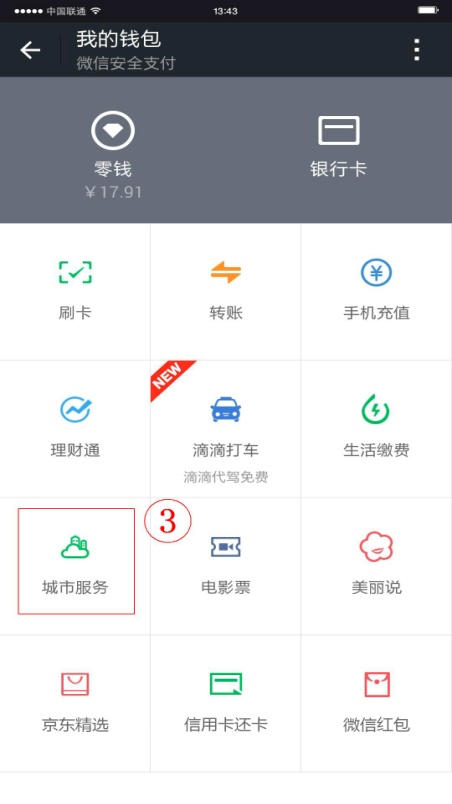 中国联通 13:43
我的钱包
微信安全支付
零钱 银行卡
￥17.91
刷卡 转账 手机充值
NEW
理财通 滴滴打车 生活缴费
滴滴代驾免费
③
城市服务 电影票 美丽说
京东精选 信用卡还卡 微信红包